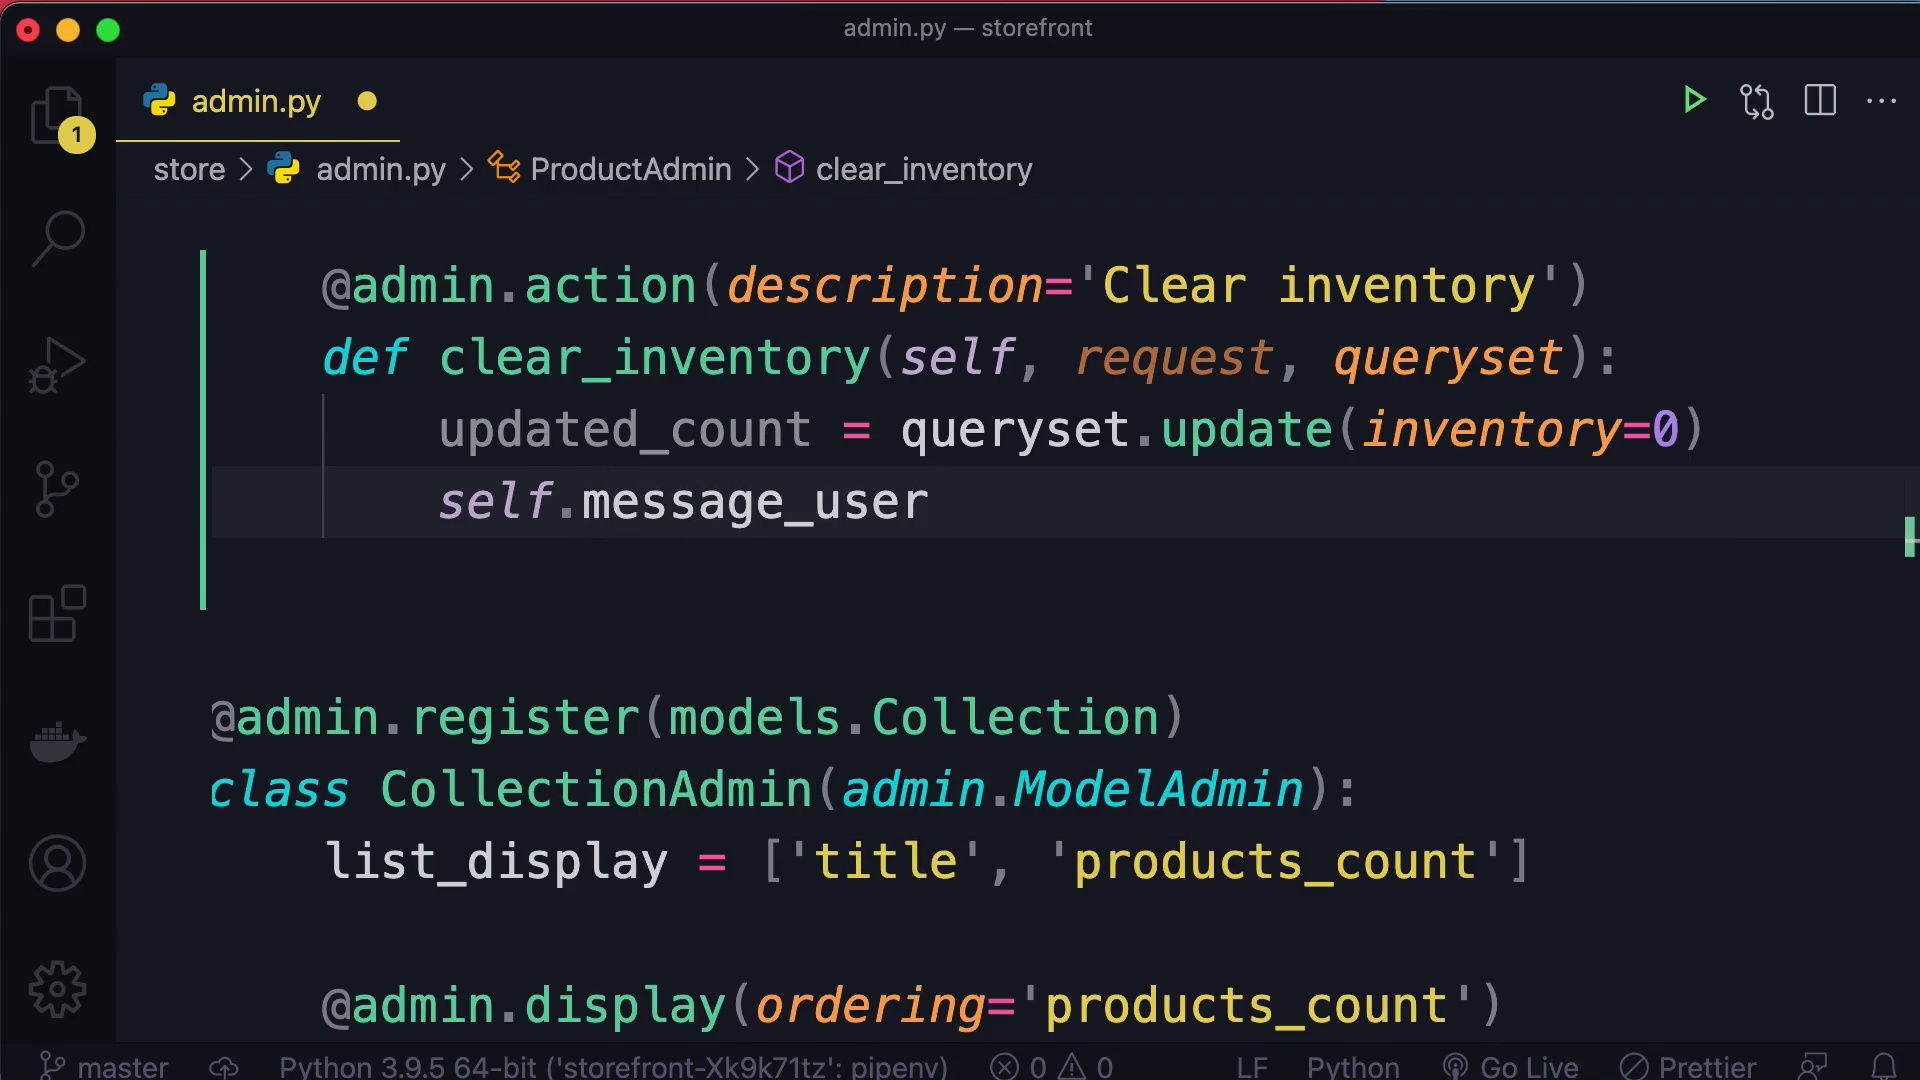 admin.py — storefront
admin.py
1
store > admin.py > ProductAdmin > clear_inventory
@admin.action(description='Clear inventory')
def clear_inventory(self, request, queryset):
updated_count = queryset.update(inventory=0)
self.message_user
@admin.register(models.Collection)
class CollectionAdmin(admin.ModelAdmin):
list_display = ['title', 'products_count']
@admin.display(ordering='products_count')
master Python 3.9.5 64-bit ('storefront-Xk9k71tz': pipenv) 0 0 LF Python Go Live Prettier